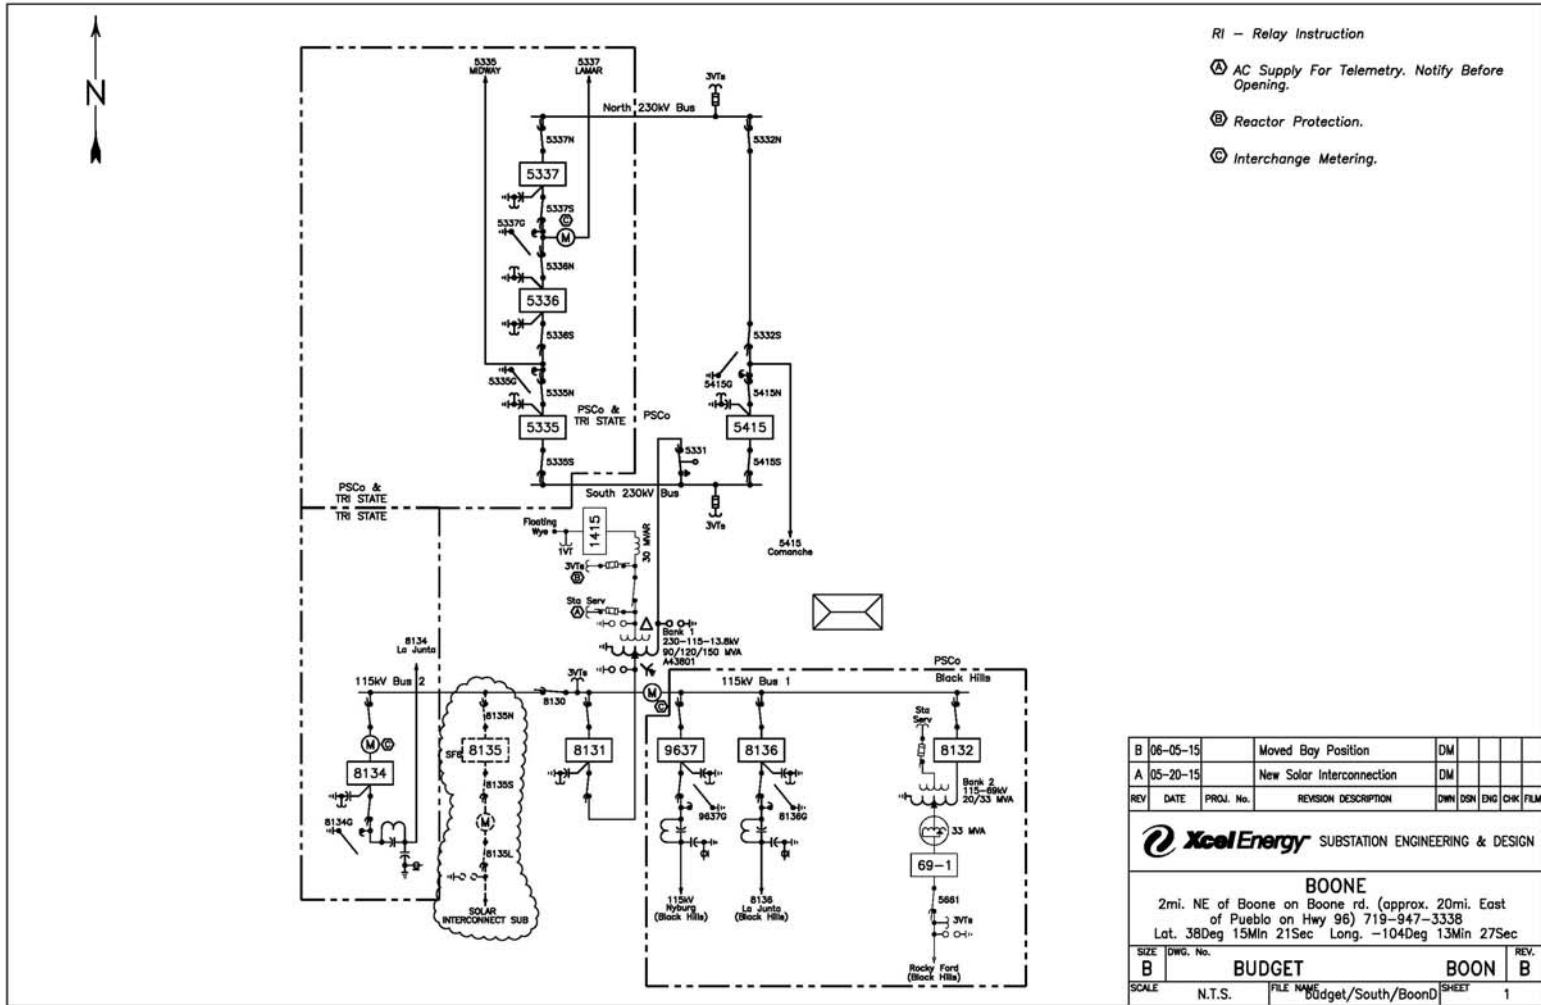 N
RI – Relay Instruction
A AC Supply For Telemetry. Notify Before
Opening.
B Reactor Protection.
C Interchange Metering.
5335
MIDWAY
5337
LAMAR
3VTs
North 230kV Bus
5337N
5332N
5337
5337S
C
5337G
M
5336N
5336
5336S
5332S
5335G
5335N
5415G
5415N
PSCo &
TRI STATE
PSCo
5335
5415
5331
5335S
5415S
PSCo &
TRI STATE
TRI STATE
South 230kV Bus
3VTs
Floating
Wye
1415
1VT
30 MVAR
5415
Comanche
3VTs
B
Sta Serv
A
Bank 1
230-115-13.8kV
90/120/150 MVA
A43801
8134
La Junta
PSCo
Black Hills
115kV Bus 2
3VTs
8130
M
C
115kV Bus 1
8135N
Sta
Serv
M
C
SF6
8135
8131
9637
8136
8132
8134
8135S
Bank 2
115-69kV
20/33 MVA
8134G
M
9637G
8136G
33 MVA
8135L
69-1
SOLAR
INTERCONNECT SUB
115kV
Nyburg
(Black Hills)
8136
La Junta
(Black Hills)
5661
3VTs
Rocky Ford
(Black Hills)
B 06-05-15 Moved Bay Position DM
A 05-20-15 New Solar Interconnection DM
REV DATE PROJ. No. REVISION DESCRIPTION DWN DSN ENG CHK FILM
Xcel Energy SUBSTATION ENGINEERING & DESIGN
BOONE
2mi. NE of Boone on Boone rd. (approx. 20mi. East
of Pueblo on Hwy 96) 719-947-3338
Lat. 38Deg 15Min 21Sec Long. -104Deg 13Min 27Sec
SIZE DWG. No. REV.
B BUDGET BOON B
SCALE N.T.S. FILE NAME Budget/South/BoonD SHEET 1